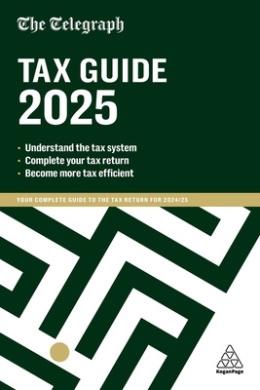 The Telegraph
TAX GUIDE
2025
• Understand the tax system
• Complete your tax return
• Become more tax efficient
YOUR COMPLETE GUIDE TO THE TAX RETURN FOR 2024/25
KoganPage